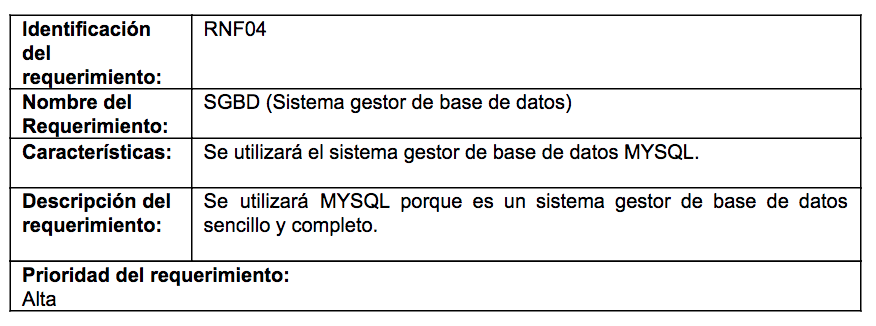 Identificación
del
requerimiento:
RNF04
Nombre del
Requerimiento:
SGBD (Sistema gestor de base de datos)
Características:
Se utilizará el sistema gestor de base de datos MYSQL.
Descripción del
requerimiento:
Se utilizará MYSQL porque es un sistema gestor de base de datos
sencillo y completo.
Prioridad del requerimiento:
Alta